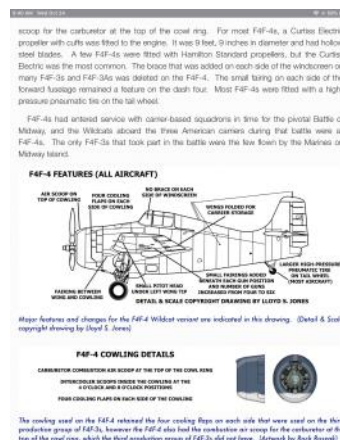 scoop for the carburetor at the top of the cowl ring. For most F4F-4s, a Curtiss Electric
propeller with cuffs was fitted to the engine. It was 9 feet, 9 inches in diameter and had hollow
steel blades. A few F4F-4s were fitted with Hamilton Standard propellers, but the Curtiss
Electric was the most common. The brace that was added on each side of the windscreen on
many F4F-3s and F4F-3As was deleted on the F4F-4. The small fairing on each side of the
forward fuselage remained a feature on the dash four. Most F4F-4s were fitted with a high
pressure pneumatic tire on the tail wheel.
F4F-4s had entered service with carrier-based squadrons in time for the pivotal Battle o
Midway, and the Wildcats aboard the three American carriers during that battle were a
F4F-4s. The only F3F-3s that took part in the battle were the few flown by the Marines o
Midway Island.
F4F-4 FEATURES (ALL AIRCRAFT)
NO BRACE ON EACH
SIDE OF WINDSCREEN
AIR SCOOP ON
TOP OF COWLING
FOUR COOLING
FLAPS ON EACH
SIDE OF COWLING
WINGS FOLDED FOR
CARRIER STORAGE
FAIRING BETWEEN
WING AND COWLING
SMALL PITOT HEAD
UNDER LEFT WING TIP
SMALL FAIRINGS ADDED
BENEATH EACH GUN POSITION
AND NUMBER OF GUNS
INCREASED FROM FOUR TO SIX
LARGER HIGH-PRESSURE
PNEUMATIC TIRE
ON TAIL WHEEL
(MOST AIRCRAFT)
DETAIL & SCALE COPYRIGHT DRAWING BY LLOYD S. JONES
Major features and changes for the F4F-4 Wildcat variant are indicated in this drawing. (Detail & Scale
copyright drawing by Lloyd S. Jones)
F4F-4 COWLING DETAILS
CARBURETOR COMBUSTION AIR SCOOP AT THE TOP OF THE COWL RING
INTERCOOLER SCOOPS INSIDE THE COWLING AT THE
4 O'CLOCK AND 8 O'CLOCK POSITIONS
FOUR COOLING FLAPS ON EACH SIDE OF THE COWLING
The cowling used on the F4F-4 retained the four cooling flaps on each side that were used on the third
production group of F4F-3s, however the F4F-4 also had the combustion air scoop for the carburetor at the
top of the cowl ring, which the third production group of F4F-3s did not have. (Artwork by Rock Roszak)